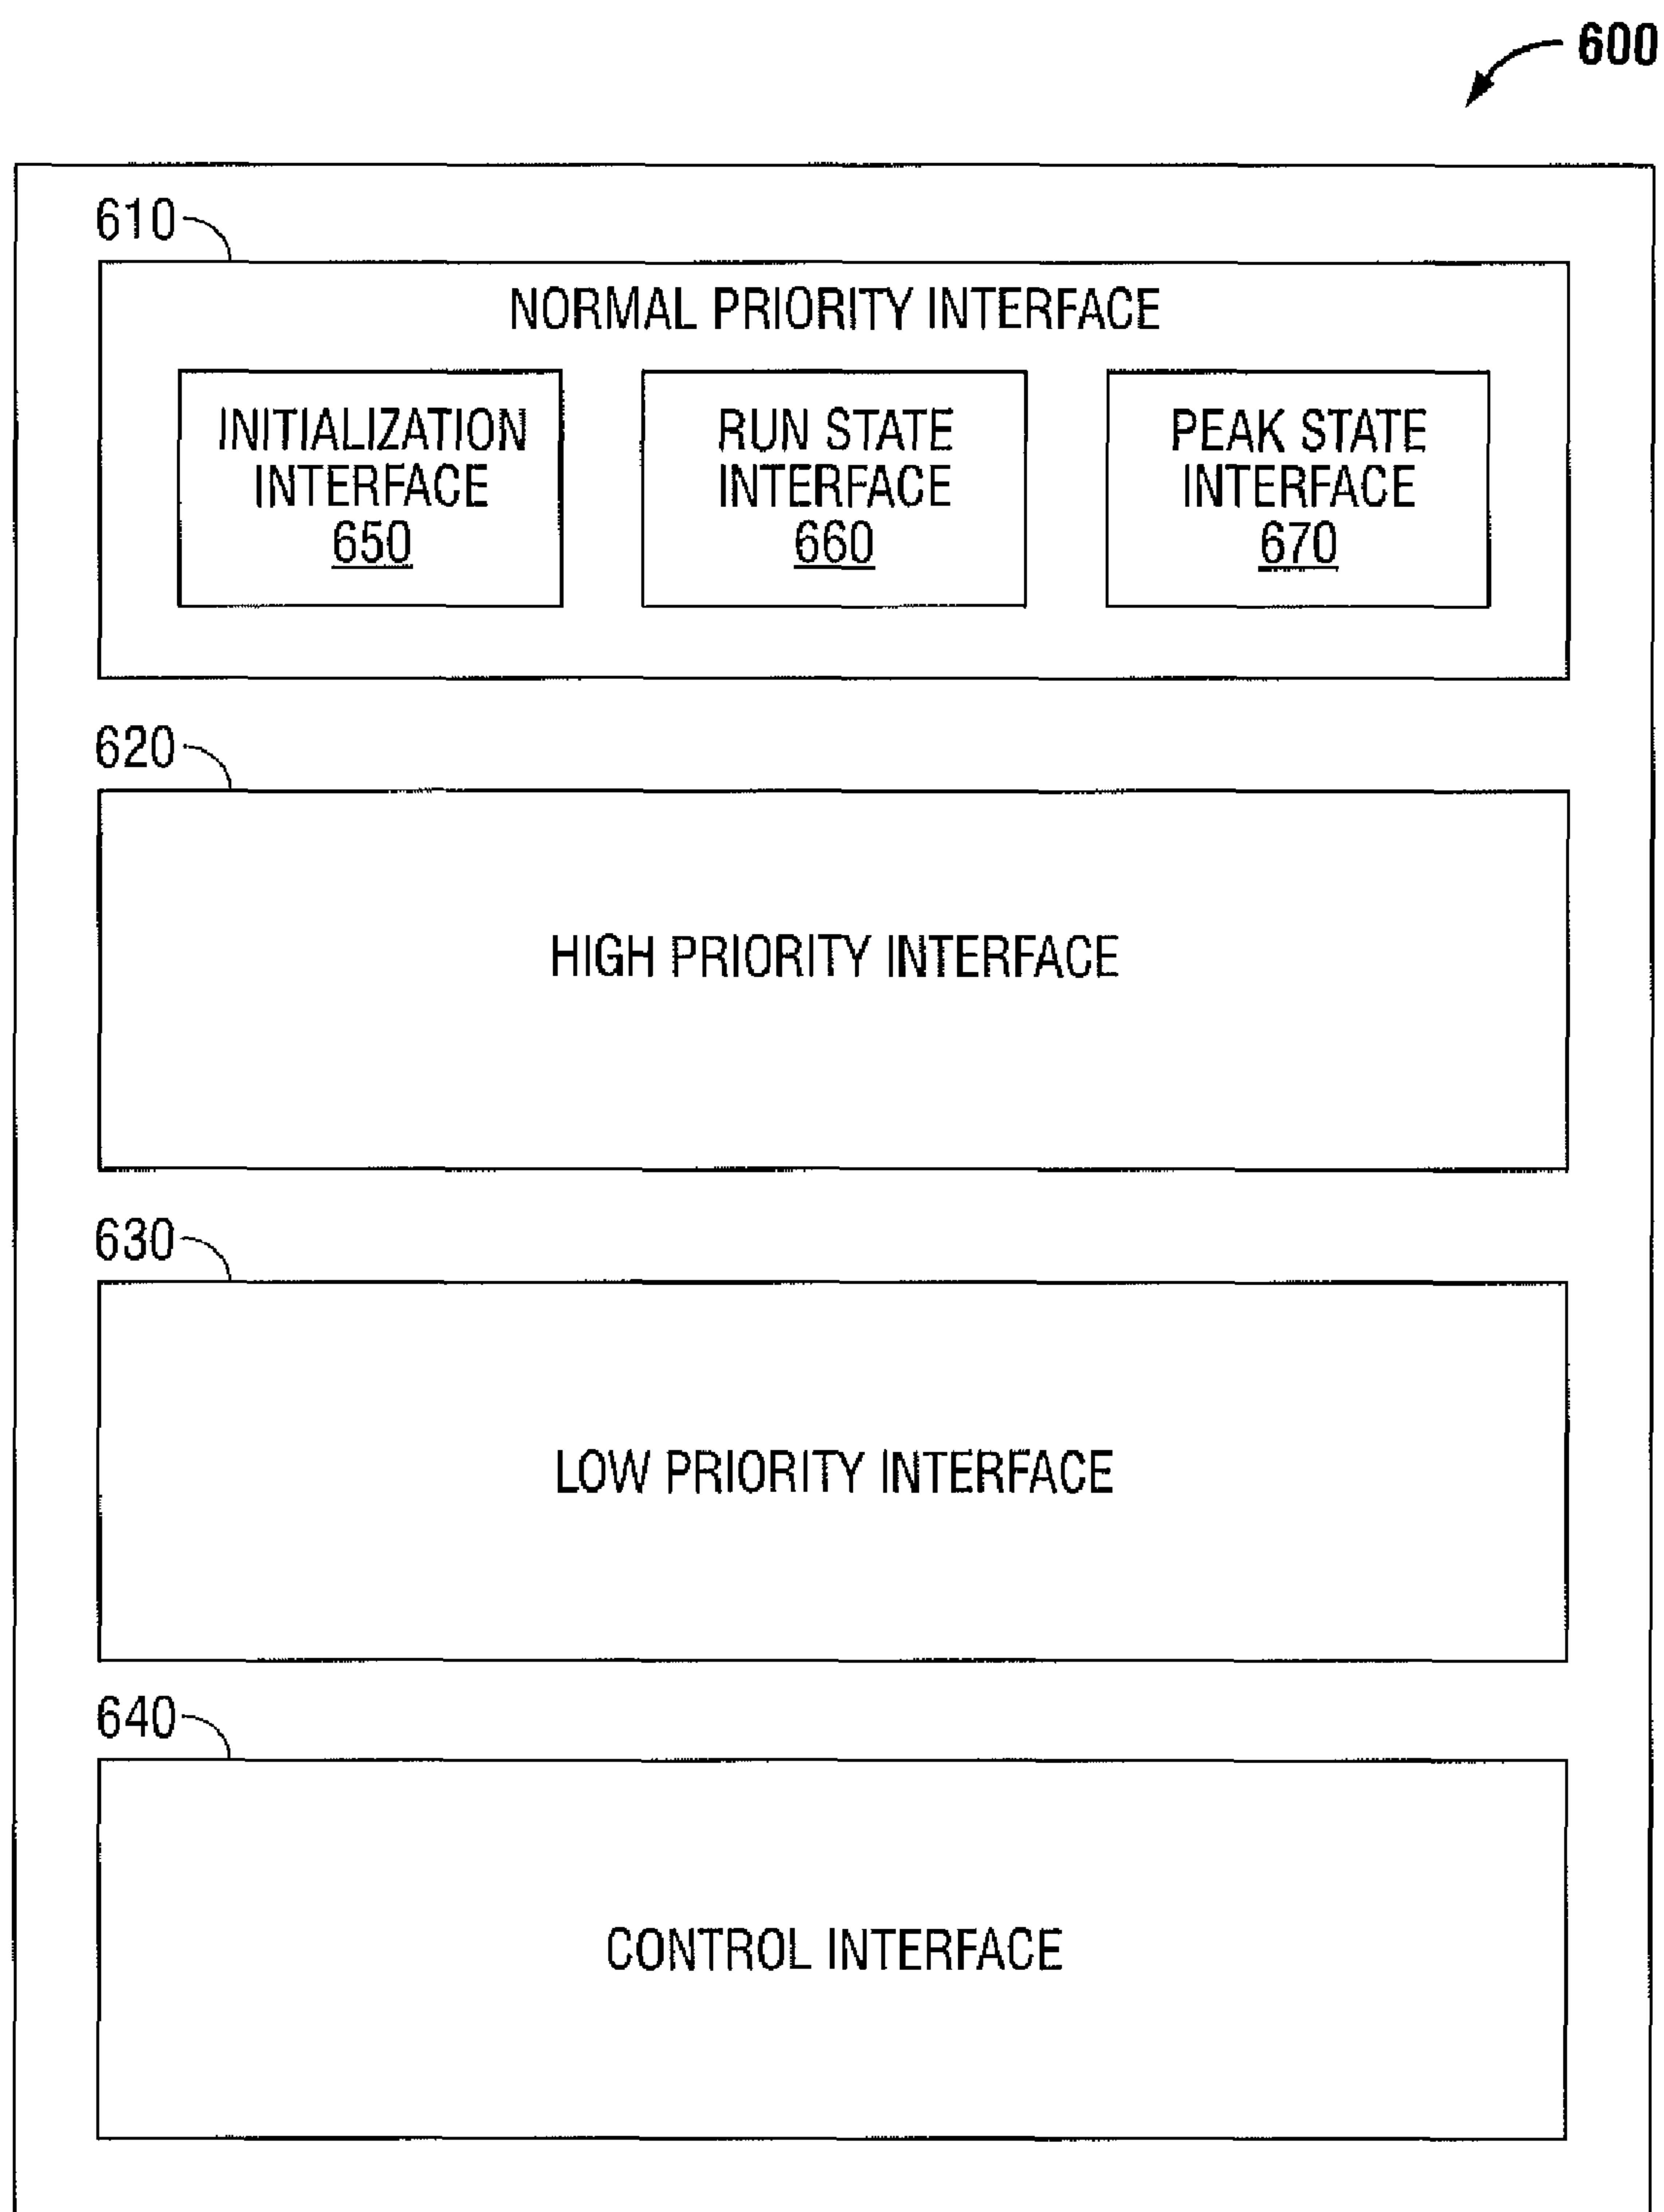 600
610
NORMAL PRIORITY INTERFACE
INITIALIZATION
INTERFACE
650
RUN STATE
INTERFACE
660
PEAK STATE
INTERFACE
670
620
HIGH PRIORITY INTERFACE
630
LOW PRIORITY INTERFACE
640
CONTROL INTERFACE